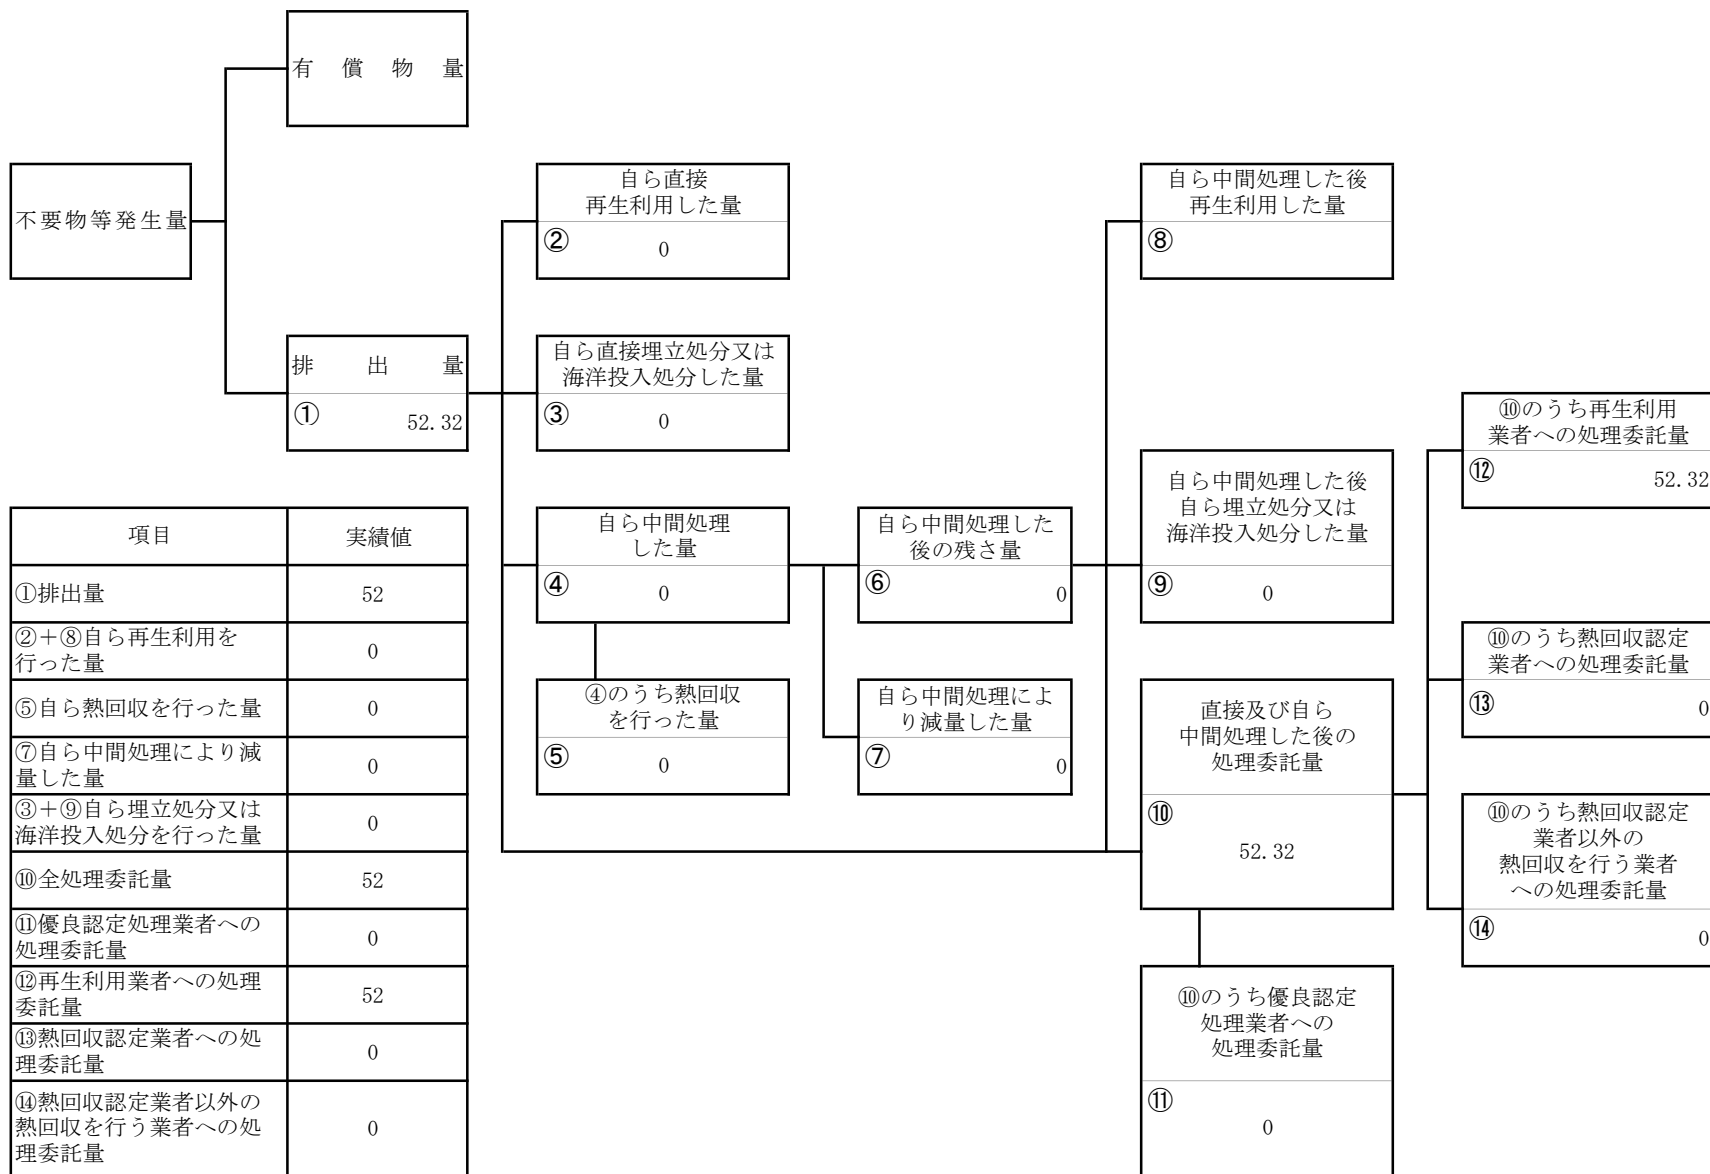 有償物量
不要物等発生量
自ら直接
再生利用した量
②
0
自ら中間処理した後
再生利用した量
⑧
排出量
①
52.32
自ら直接埋立処分又は
海洋投入処分した量
③
0
⑩のうち再生利用
業者への処理委託量
⑫
52.32
自ら中間処理した後
自ら埋立処分又は
海洋投入処分した量
⑨
0
自ら中間処理
した量
④
0
自ら中間処理した
後の残さ量
⑥
0
④のうち熱回収
を行った量
⑤
0
自ら中間処理によ
り減量した量
⑦
0
直接及び自ら
中間処理した後の
処理委託量
⑩
52.32
⑩のうち熱回収認定
業者への処理委託量
⑬
0
⑩のうち熱回収認定
業者以外の
熱回収を行う業者
への処理委託量
⑭
0
⑩のうち優良認定
処理業者への
処理委託量
⑪
0
項目 実績値
①排出量 52
②+⑧自ら再生利用を
行った量 0
⑤自ら熱回収を行った量 0
⑦自ら中間処理により減
量した量 0
③+⑨自ら埋立処分又は
海洋投入処分を行った量 0
⑩全処理委託量 52
⑪優良認定処理業者への
処理委託量 0
⑫再生利用業者への処理
委託量 52
⑬熱回収認定業者への処
理委託量 0
⑭熱回収認定業者以外の
熱回収を行う業者への処
理委託量 0